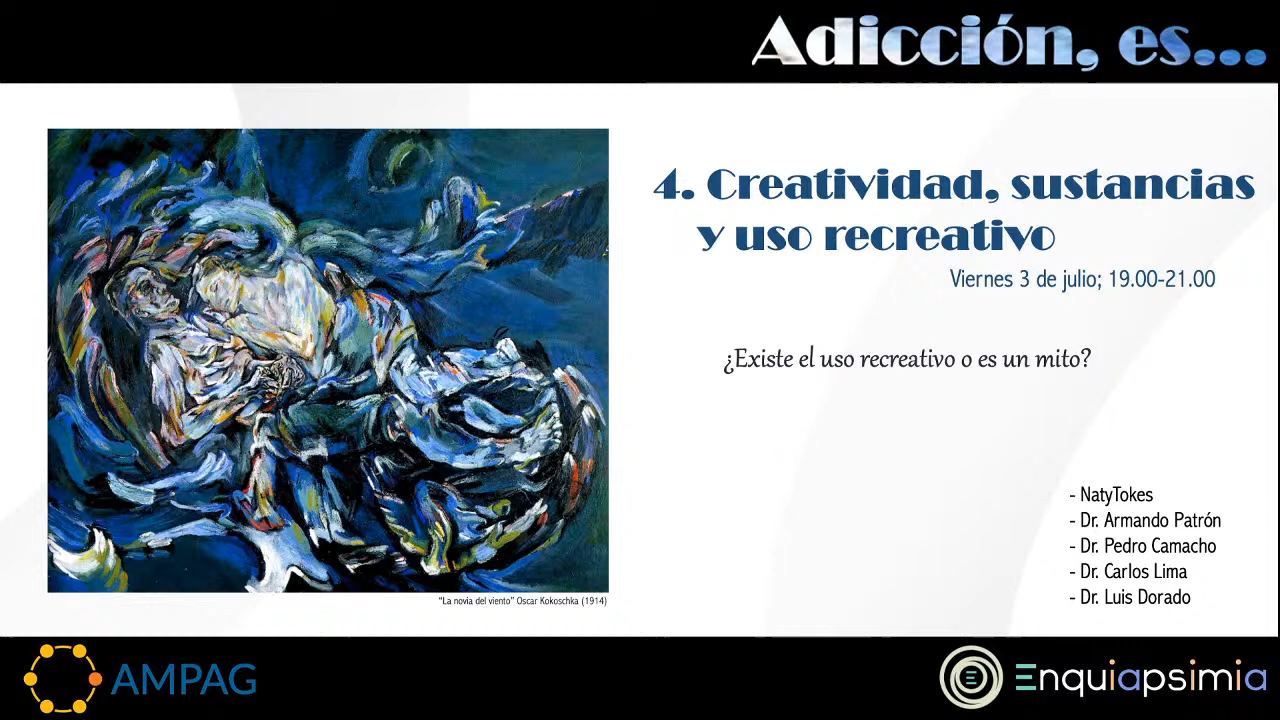 Adicción, es...
4. Creatividad, sustancias
y uso recreativo
Viernes 3 de julio; 19.00-21.00
¿Existe el uso recreativo o es un mito?
- NatyTokes
- Dr. Armando Patrón
- Dr. Pedro Camacho
- Dr. Carlos Lima
- Dr. Luis Dorado
"La novia del viento" Oscar Kokoschka (1914)
AMPAG
Enquiapsimia